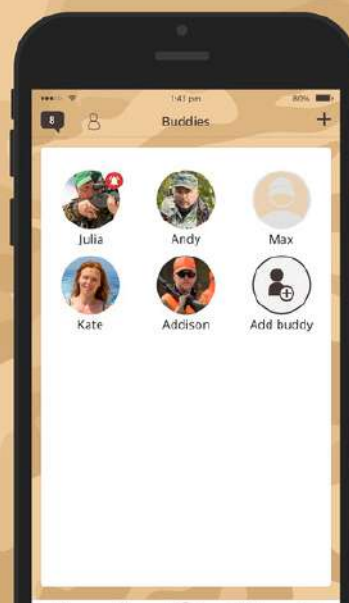 1:41 pm
80%
8
Buddies
+
Julia
Andy
Max
Kate
Addison
Add buddy